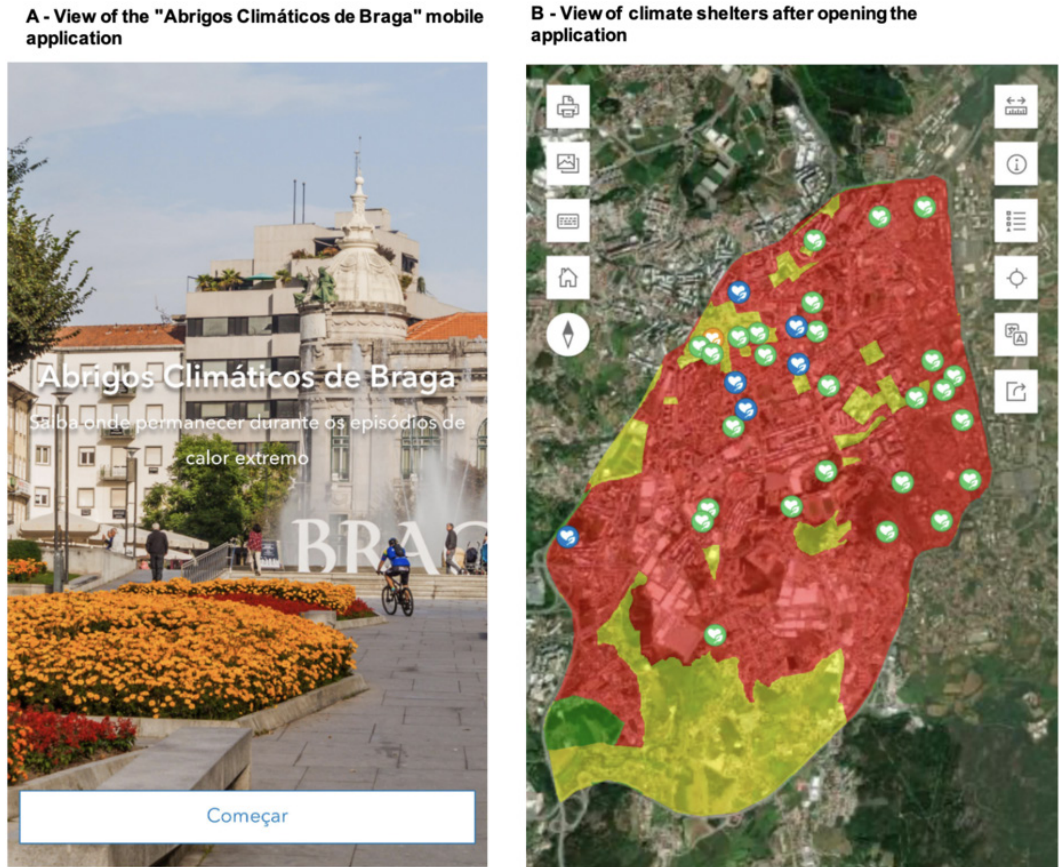 A - View of the "Abrigos Climáticos de Braga" mobile
application
B - View of climate shelters after opening the
application
Abrigos Climáticos de Braga
Saiba onde permanecer durante os episódios de
calor extremo
BRA
Começar